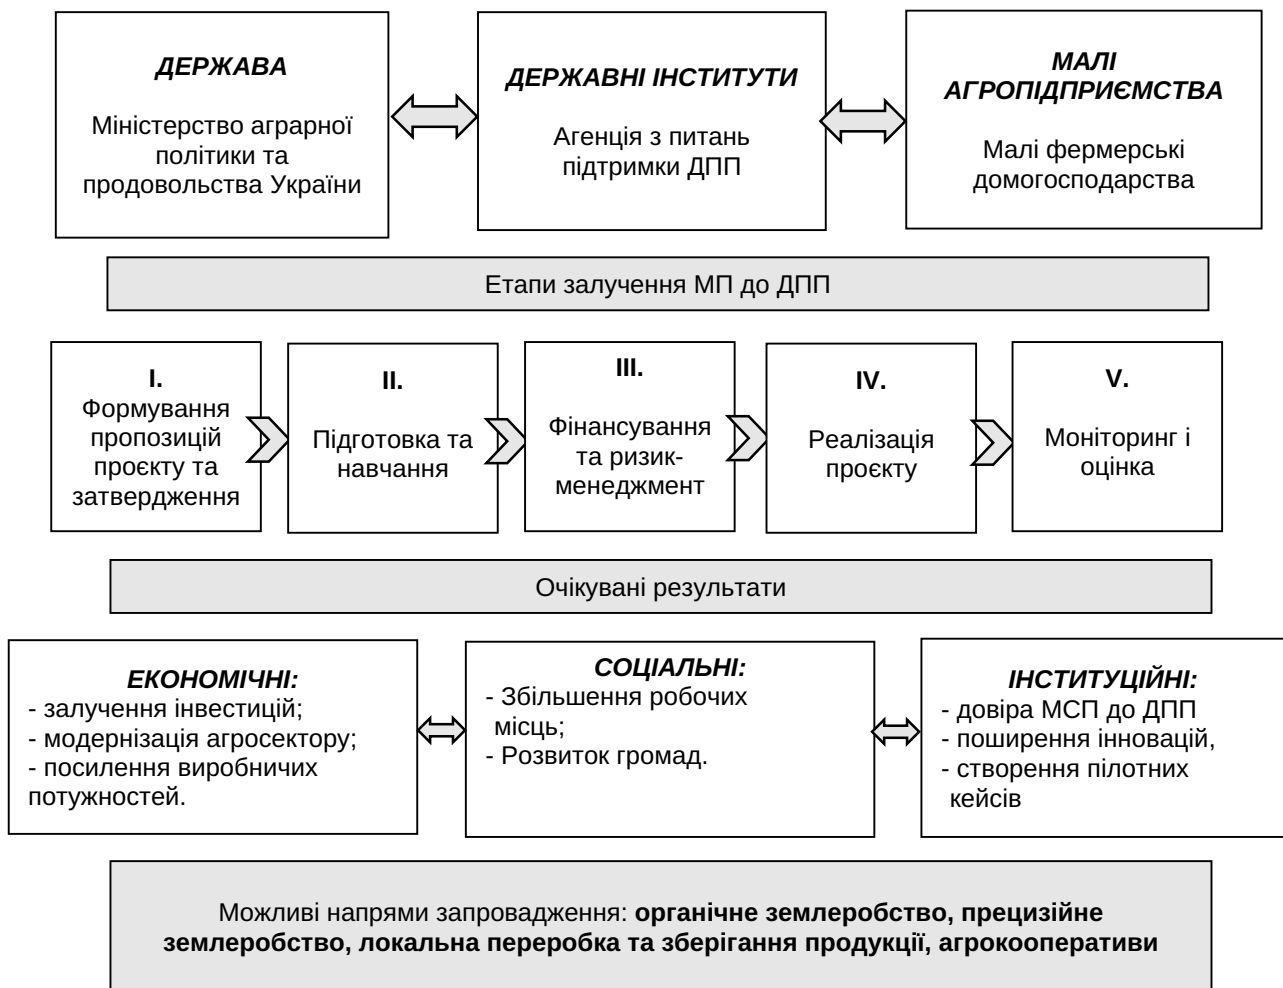 ДЕРЖАВА
Міністерство аграрної
політики та
продовольства України
ДЕРЖАВНІ ІНСТИТУТИ
Агенція з питань
підтримки ДПП
МАЛІ
АГРОПІДПРИЄМСТВА
Малі фермерські
домогосподарства
Етапи залучення МП до ДПП
I.
Формування
пропозицій
проєкту та
затвердження
II.
Підготовка та
навчання
III.
Фінансування
та ризик-
менеджмент
IV.
Реалізація
проєкту
V.
Моніторинг і
оцінка
Очікувані результати
ЕКОНОМІЧНІ:
- залучення інвестицій;
- модернізація агросектору;
- посилення виробничих
потужностей.
СОЦІАЛЬНІ:
- Збільшення робочих
місць;
- Розвиток громад.
ІНСТИТУЦІЙНІ:
- довіра МСП до ДПП
- поширення інновацій,
- створення пілотних
кейсів
Можливі напрями запровадження: органічне землеробство, прецизійне
землеробство, локальна переробка та зберігання продукції, агрокооперативи